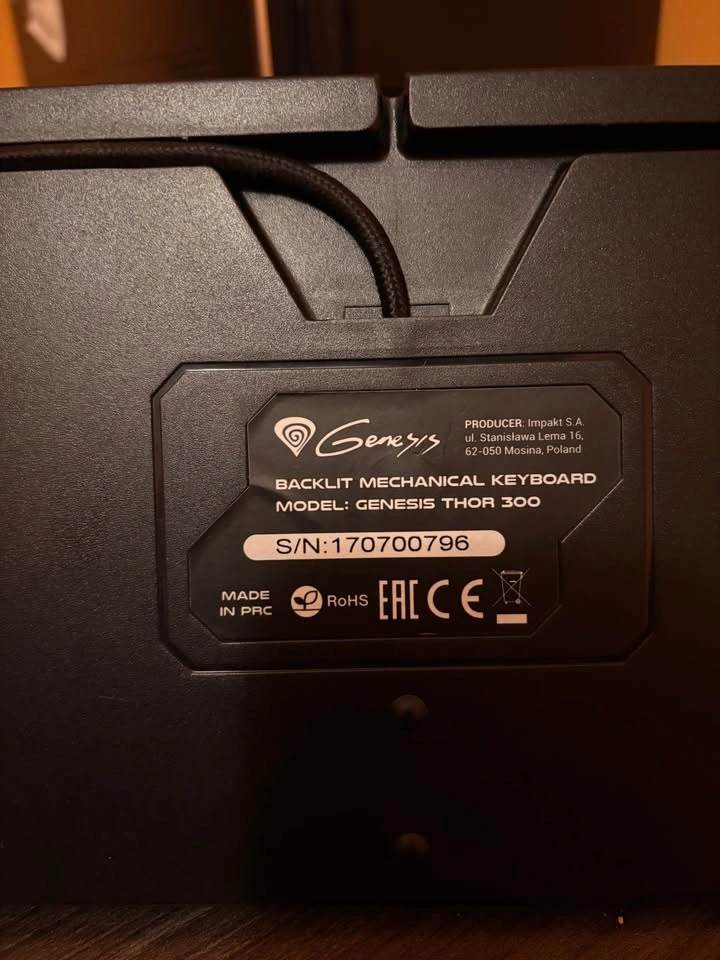 Genesis
PRODUCER: Impakt S.A.
ul. Stanisława Lema 16,
62-050 Mosina, Poland
BACKLIT MECHANICAL KEYBOARD
MODEL: GENESIS THOR 300
S/N:170700796
MADE
IN PRC
RoHS
EAC
CE